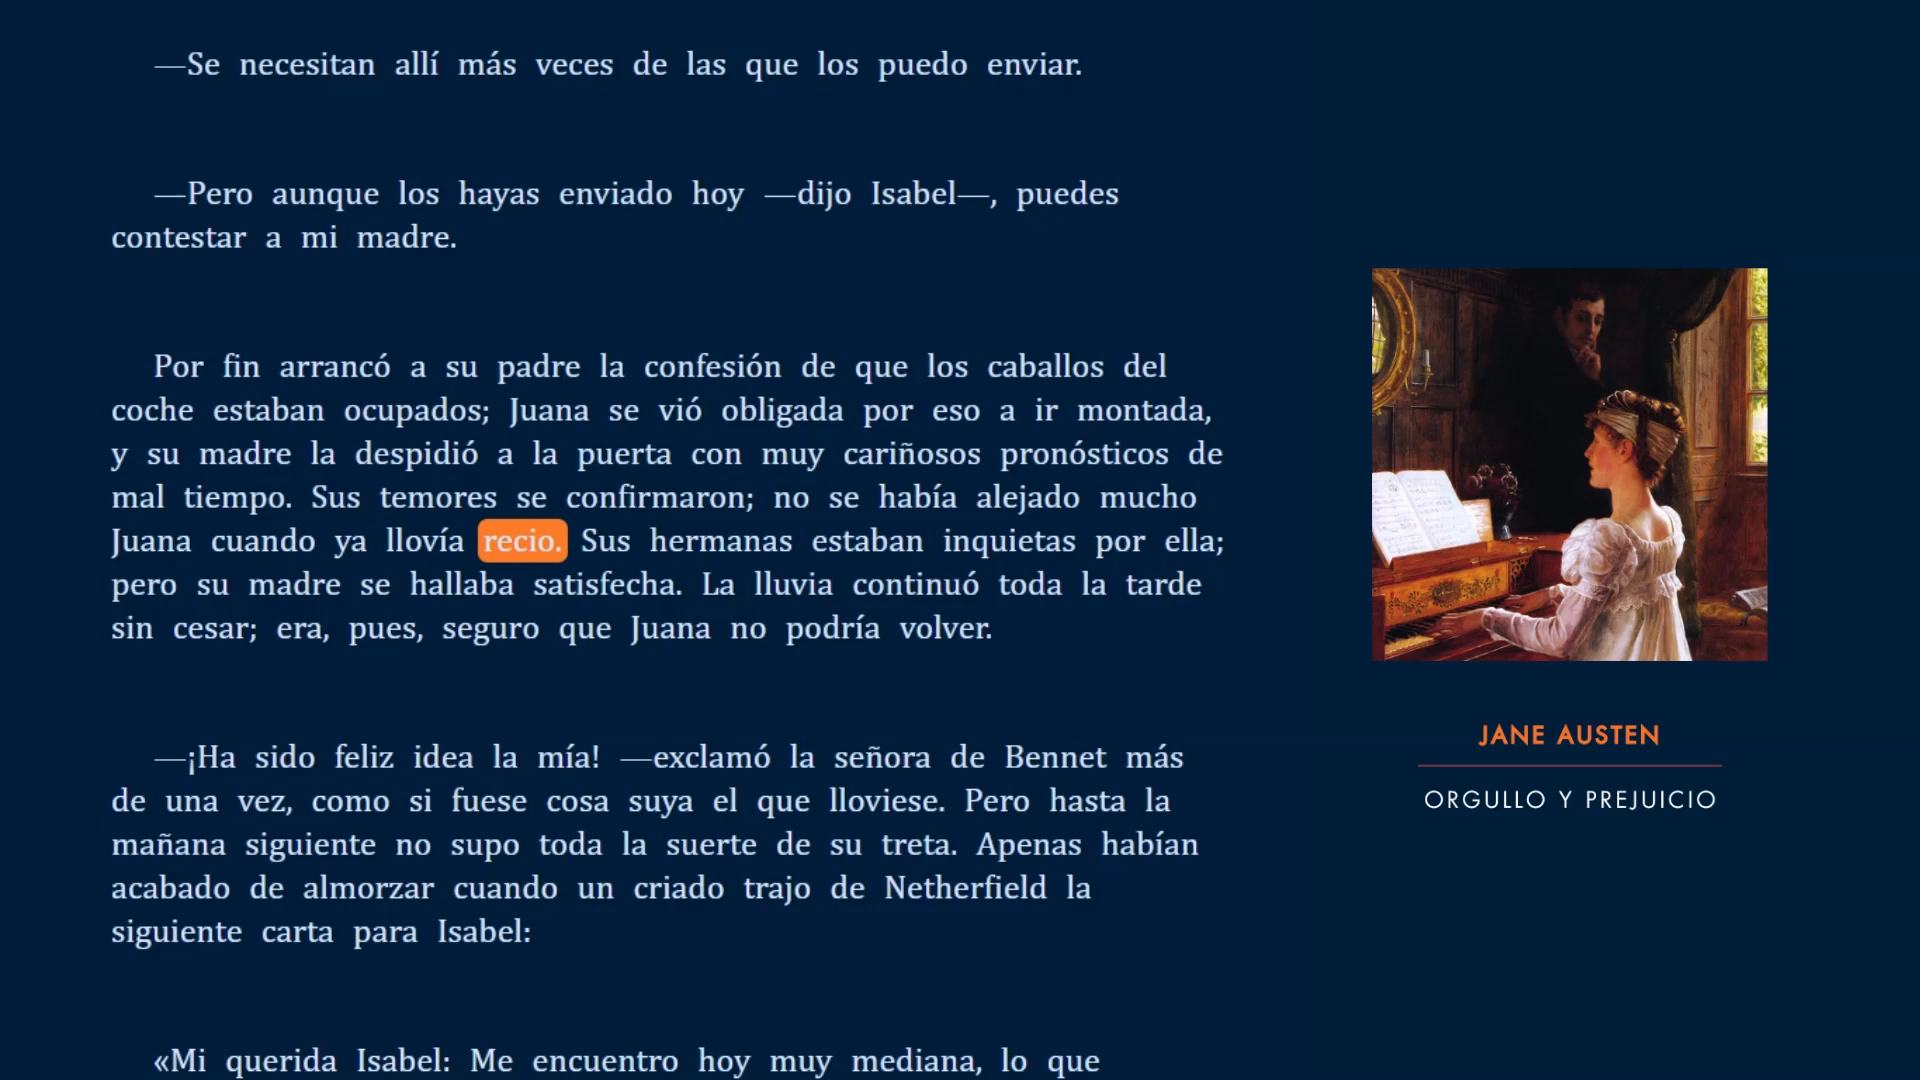 —Se necesitan allí más veces de las que los puedo enviar.
—Pero aunque los hayas enviado hoy —dijo Isabel—, puedes
contestar a mi madre.
Por fin arrancó a su padre la confesión de que los caballos del
coche estaban ocupados; Juana se vió obligada por eso a ir montada,
y su madre la despidió a la puerta con muy cariñosos pronósticos de
mal tiempo. Sus temores se confirmaron; no se había alejado mucho
Juana cuando ya llovía recio. Sus hermanas estaban inquietas por ella;
pero su madre se hallaba satisfecha. La lluvia continuó toda la tarde
sin cesar; era, pues, seguro que Juana no podría volver.
—¡Ha sido feliz idea la mía! —exclamó la señora de Bennet más
de una vez, como si fuese cosa suya el que lloviese. Pero hasta la
mañana siguiente no supo toda la suerte de su treta. Apenas habían
acabado de almorzar cuando un criado trajo de Netherfield la
siguiente carta para Isabel:
«Mi querida Isabel: Me encuentro hoy muy mediana, lo que
JANE AUSTEN
ORGULLO Y PREJUICIO